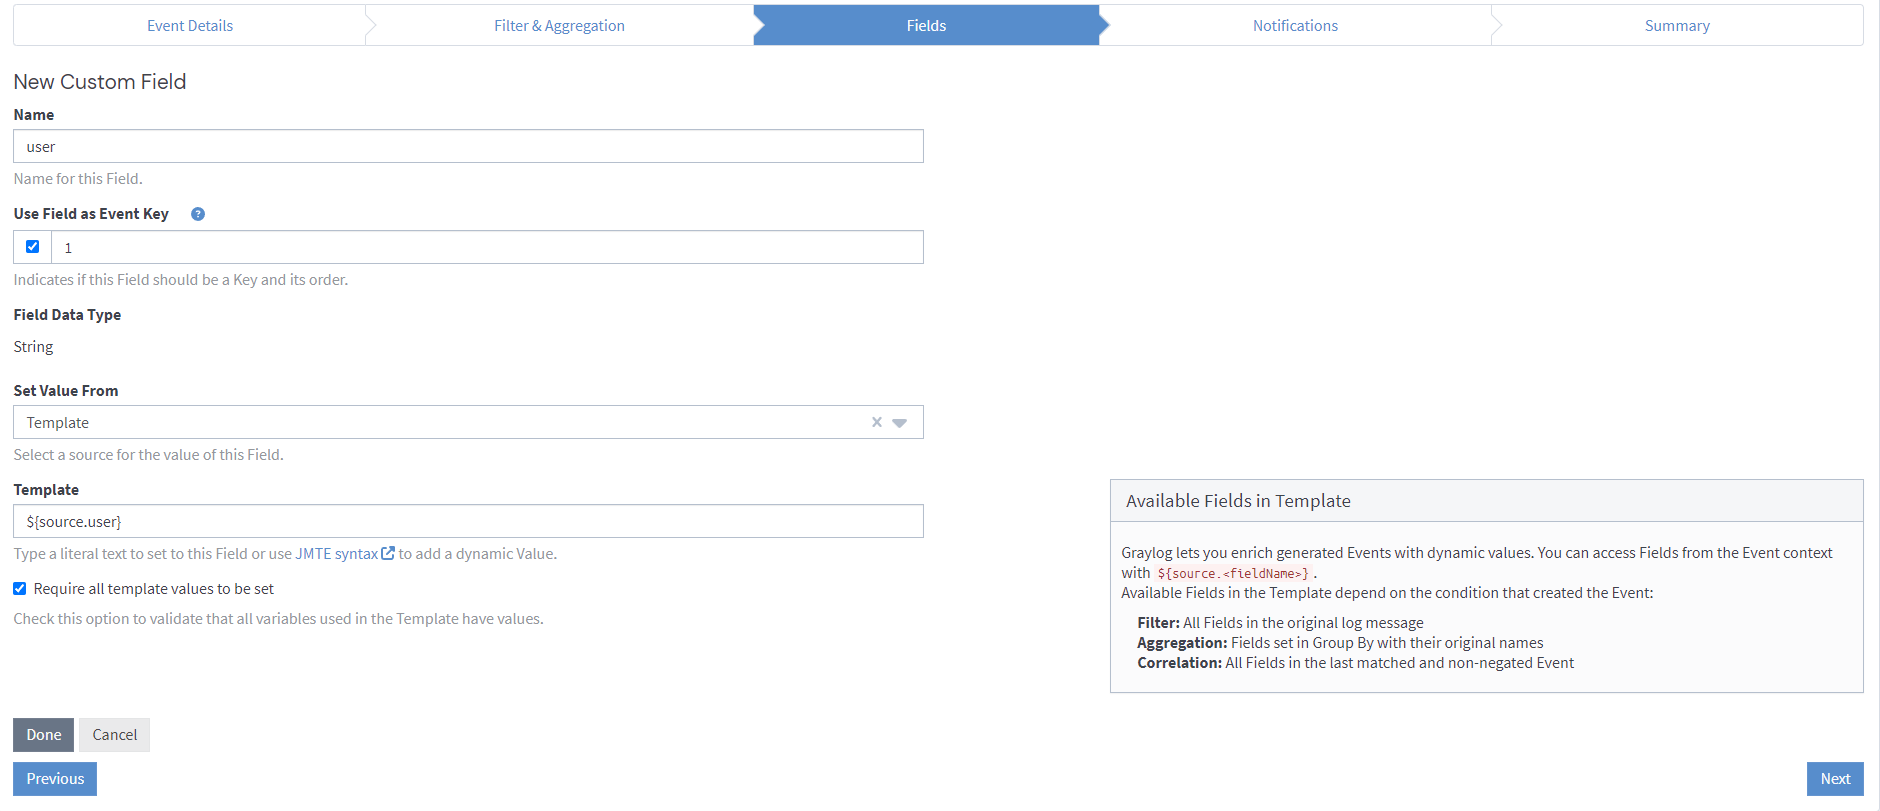 Event Details
Filter & Aggregation
Fields
Notifications
Summary
New Custom Field
Name
user
Name for this Field.
Use Field as Event Key ?
1
Indicates if this Field should be a Key and its order.
Field Data Type
String
Set Value From
Template
Select a source for the value of this Field.
Template
${source.user}
Type a literal text to set to this Field or use JMTE syntax to add a dynamic Value.
Require all template values to be set
Check this option to validate that all variables used in the Template have values.
Available Fields in Template
Graylog lets you enrich generated Events with dynamic values. You can access Fields from the Event context
with ${source.<fieldName>} .
Available Fields in the Template depend on the condition that created the Event:
Filter: All Fields in the original log message
Aggregation: Fields set in Group By with their original names
Correlation: All Fields in the last matched and non-negated Event
Done
Cancel
Previous
Next